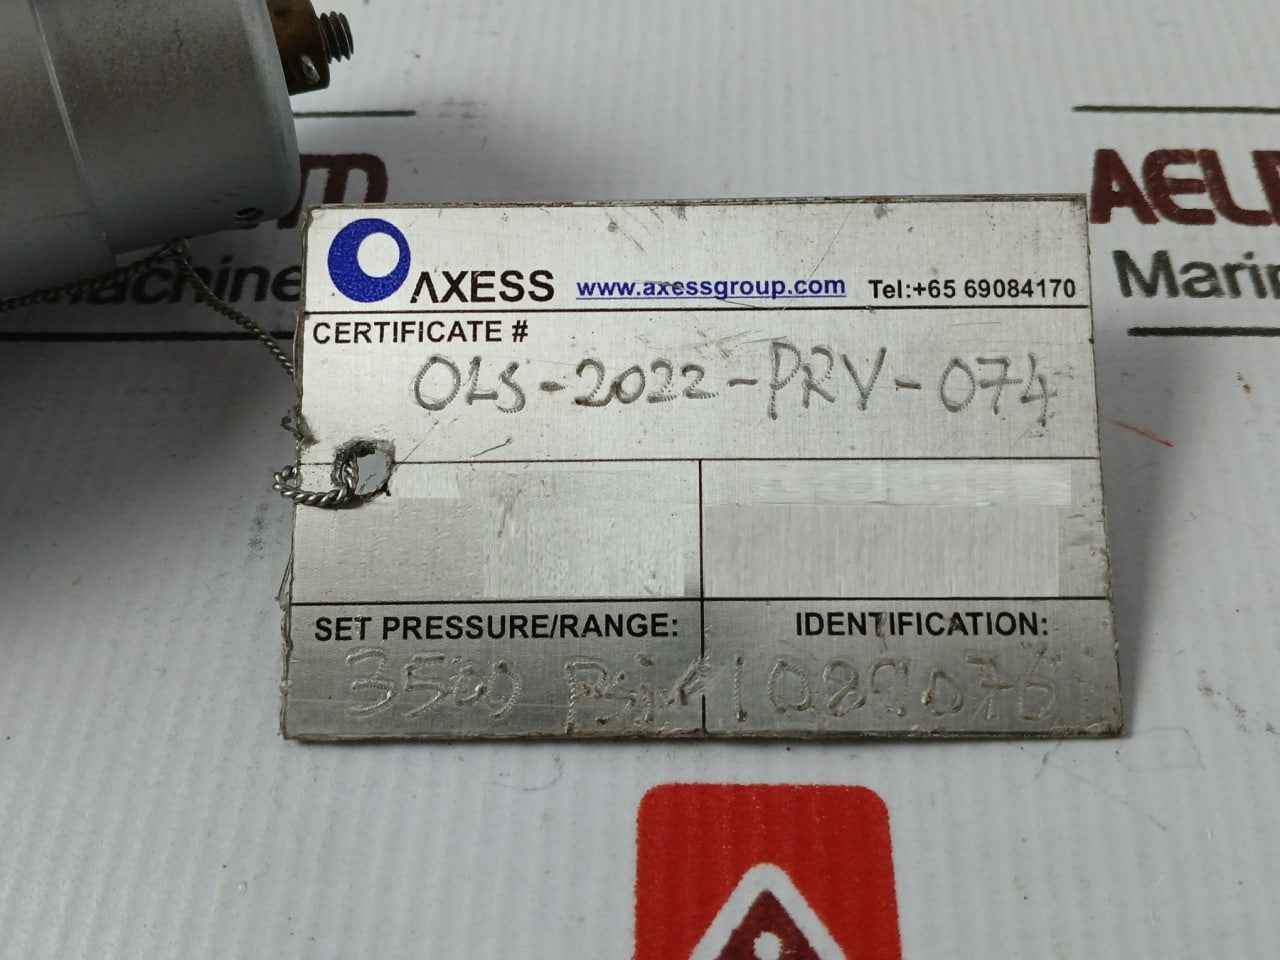 AXESS www.axessgroup.com Tel:+65 69084170
CERTIFICATE #
OLS-2022-PRV-074
SET PRESSURE/RANGE: IDENTIFICATION:
3500 Psi
AEL
Marin